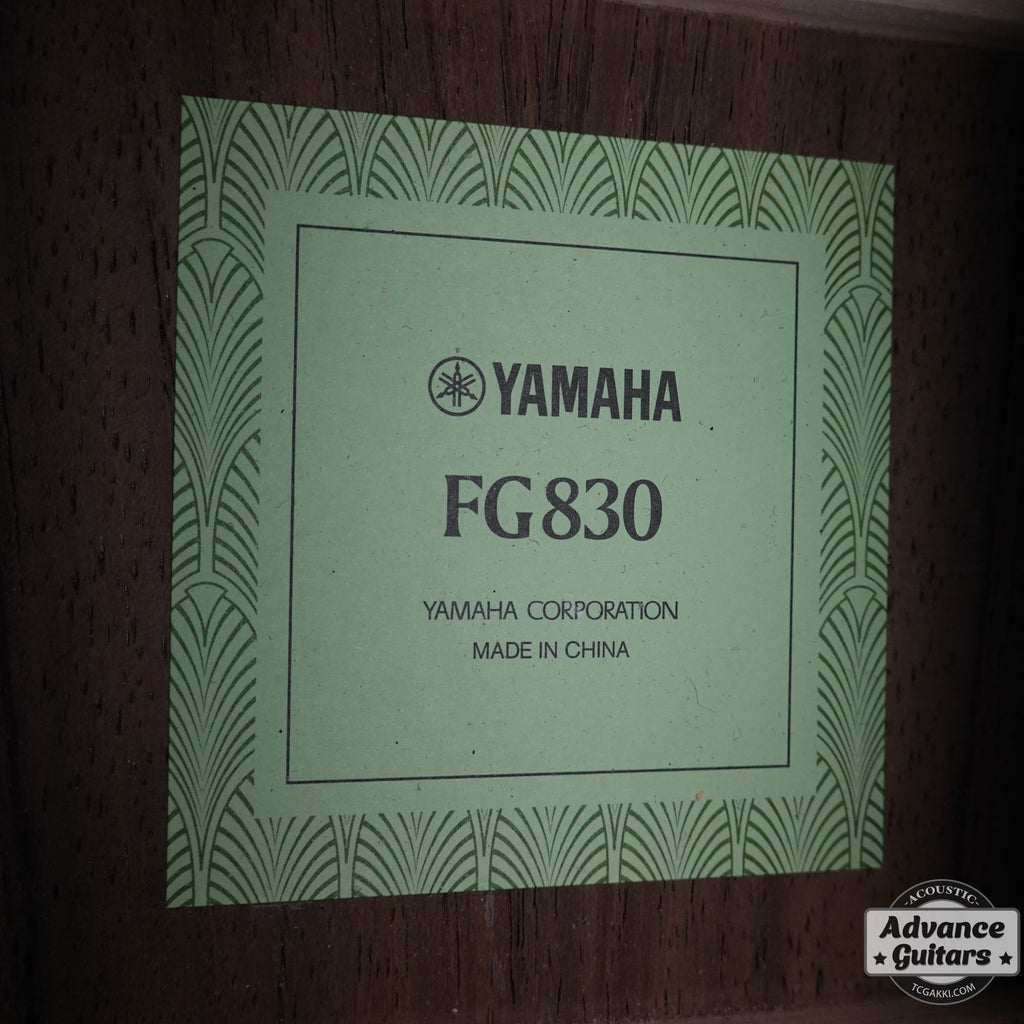 YAMAHA
FG830
YAMAHA CORPORATION
MADE IN CHINA
-ACOUSTIC-
Advance
Guitars
TCGAKKI.COM